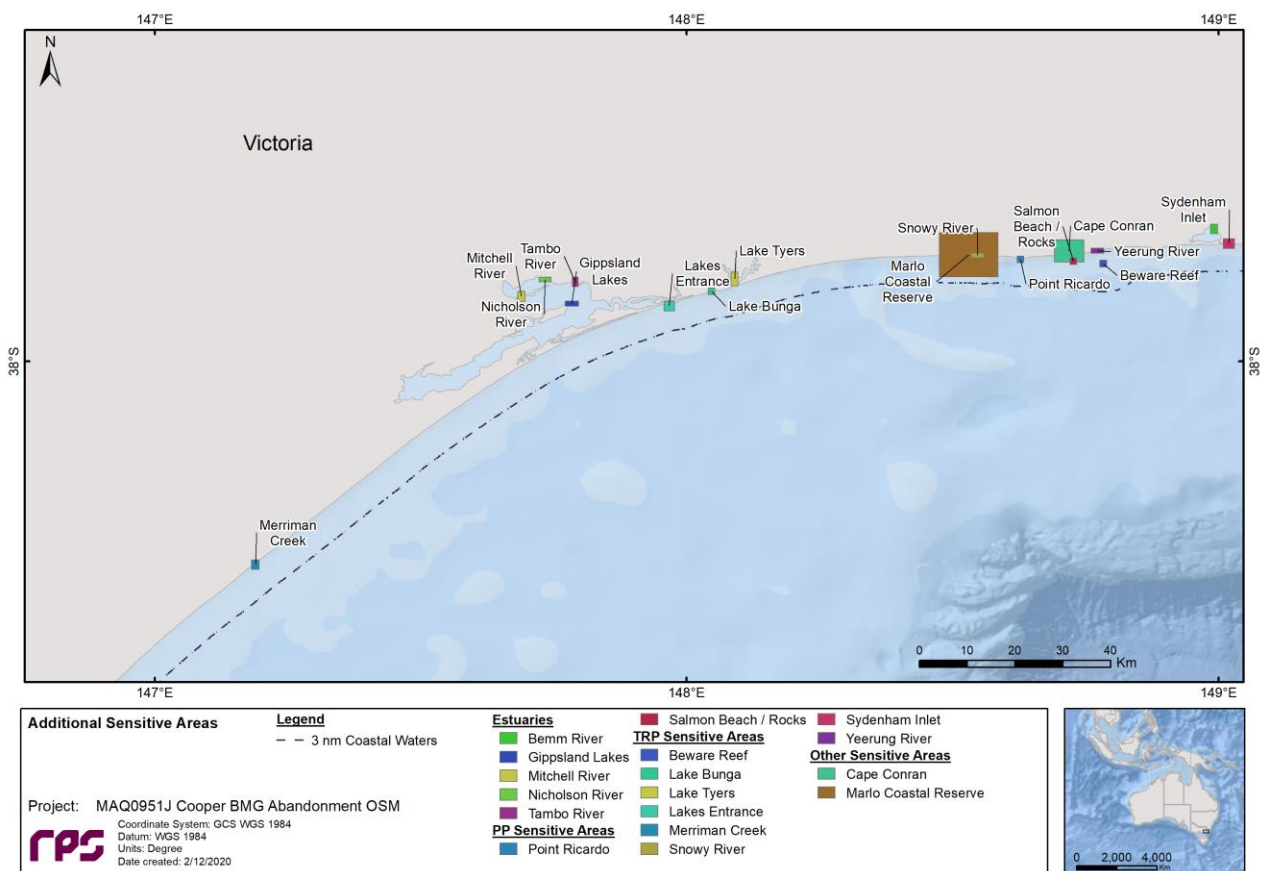 147°E
148°E
149°E
N
Victoria
Mitchell
River
Tambo
River
Gippsland
Lakes
Nicholson
River
Lakes
Entrance
Lake Tyers
Lake Bunga
Snowy River
Marlo
Coastal
Reserve
Salmon
Beach /
Rocks
Cape Conran
Yeerung River
Point Ricardo
Beware Reef
Sydenham
Inlet
38°S
38°S
Merriman
Creek
0 10 20 30 40
Km
147°E
148°E
149°E
Additional Sensitive Areas
Project: MAQ0951J Cooper BMG Abandonment OSM
rps
Coordinate System: GCS WGS 1984
Datum: WGS 1984
Units: Degree
Date created: 2/12/2020
Legend
3 nm Coastal Waters
Estuaries
Bemm River
Gippsland Lakes
Mitchell River
Nicholson River
Tambo River
PP Sensitive Areas
Point Ricardo
Salmon Beach / Rocks
TRP Sensitive Areas
Beware Reef
Lake Bunga
Lake Tyers
Lakes Entrance
Merriman Creek
Snowy River
Sydenham Inlet
Yeerung River
Other Sensitive Areas
Cape Conran
Marlo Coastal Reserve
0 2,000 4,000
Km